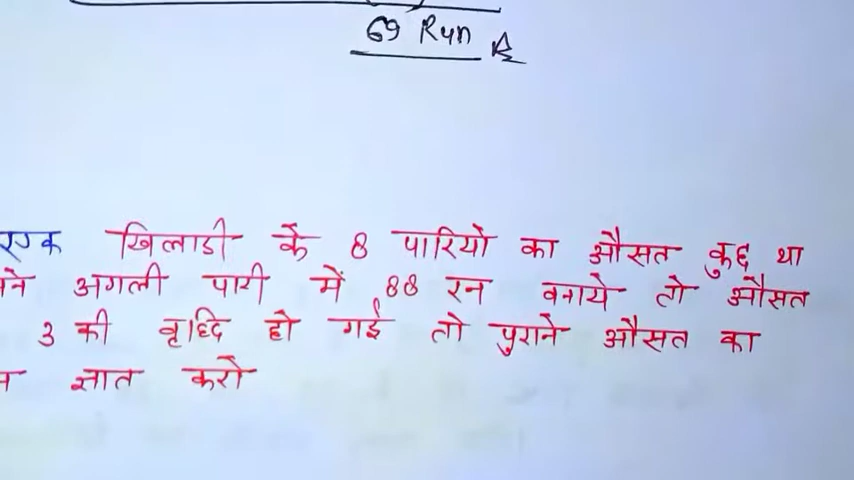 69 Run
एक खिलाडी के 8 पारियो का औसत कुछ था
अगली पारी में 88 रन बनाये तो औसत
3 की वृध्दि हो गई तो पुराने औसत का
ज्ञात करो